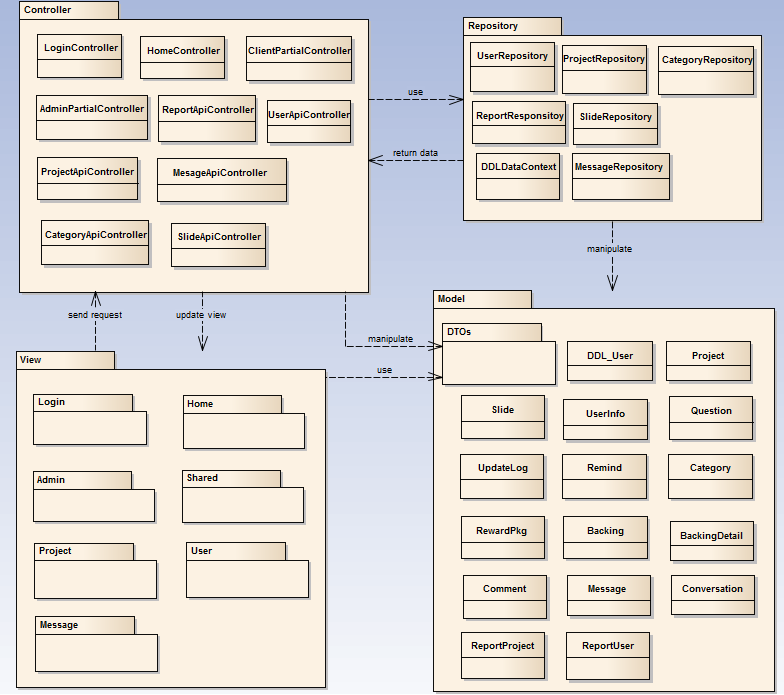 Controller
LoginController
HomeController
ClientPartialController
AdminPartialController
ReportApiController
UserApiController
ProjectApiController
MesageApiController
CategoryApiController
SlideApiController
use
return data
Repository
UserRepository
ProjectRepository
CategoryRepository
ReportResponsitoy
SlideRepository
DDLDataContext
MessageRepository
manipulate
send request
update view
manipulate
use
View
Login
Home
Admin
Shared
Project
User
Message
Model
DTOs
DDL_User
Project
Slide
UserInfo
Question
UpdateLog
Remind
Category
RewardPkg
Backing
BackingDetail
Comment
Message
Conversation
ReportProject
ReportUser